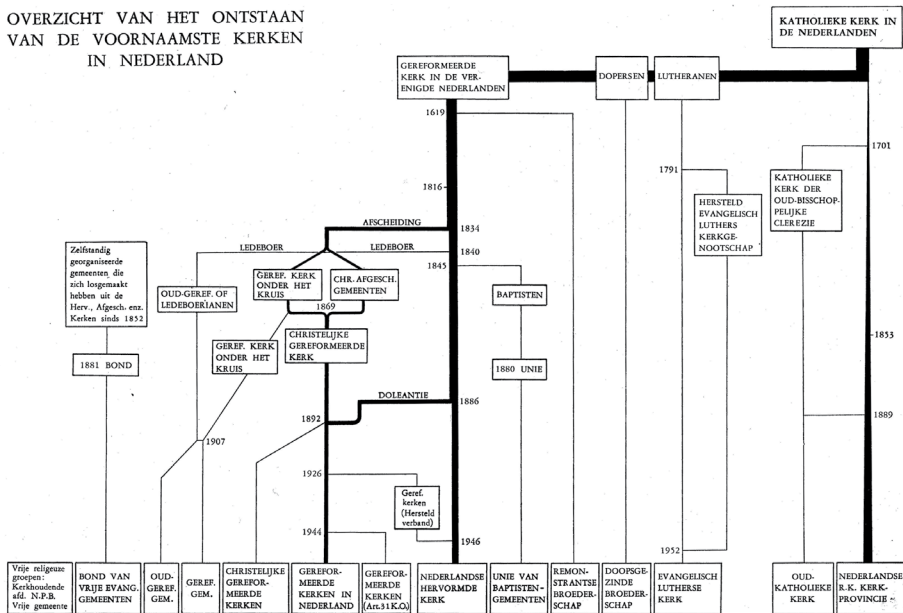 OVERZICHT VAN HET ONTSTAAN
VAN DE VOORNAAMSTE KERKEN
IN NEDERLAND
KATHOLIEKE KERK IN
DE NEDERLANDEN
GEREFORMEERDE
KERK IN DE VER-
ENIGDE NEDERLANDEN
DOPERSEN
LUTHERANEN
1619
1701
1791
KATHOLIEKE
KERK DER
OUD-BISSCHOP-
PELIJKE
CLEREZIE
1816
HERSTELD
EVANGELISCH
LUTHERS
KERKGE-
NOOTSCHAP
AFSCHEIDING
1834
LEDEBOER
LEDEBOER
1840
1845
Zelfstandig
georganiseerde
gemeenten die
zich losgemaakt
hebben uit de
Herv., Afgesch. enz.
Kerken sinds 1852
OUD-GEREF. OF
LEDEBOERIANEN
GEREF. KERK
ONDER HET
KRUIS
CHR. AFGESCH.
GEMEENTEN
BAPTISTEN
1869
CHRISTELIJKE
GEREFORMEERDE
KERK
1853
GEREF. KERK
ONDER HET
KRUIS
1881 BOND
1880 UNIE
DOLEANTIE
1886
1889
1892
1907
1926
Geref.
kerken
(Hersteld
verband)
1944
1946
1952
Vrije religeuze
groepen:
Kerkhoudende
afd. N.P.B.
Vrije gemeente
BOND VAN
VRIJE EVANG.
GEMEENTEN
OUD-
GEREF.
GEM.
GEREF.
GEM.
CHRISTELIJKE
GEREFOR-
MEERDE
KERKEN
GEREFOR-
MEERDE
KERKEN IN
NEDERLAND
GEREFOR-
MEERDE
KERKEN
(Art. 31 K.O.)
NEDERLANDSE
HERVORMDE
KERK
UNIE VAN
BAPTISTEN-
GEMEENTEN
REMON-
STRANTSE
BROEDER-
SCHAP
DOOPSGE-
ZINDE
BROEDER-
SCHAP
EVANGELISCH
LUTHERSE
KERK
OUD-
KATHOLIEKE
KERK
NEDERLANDSE
R. K. KERK-
PROVINCIE